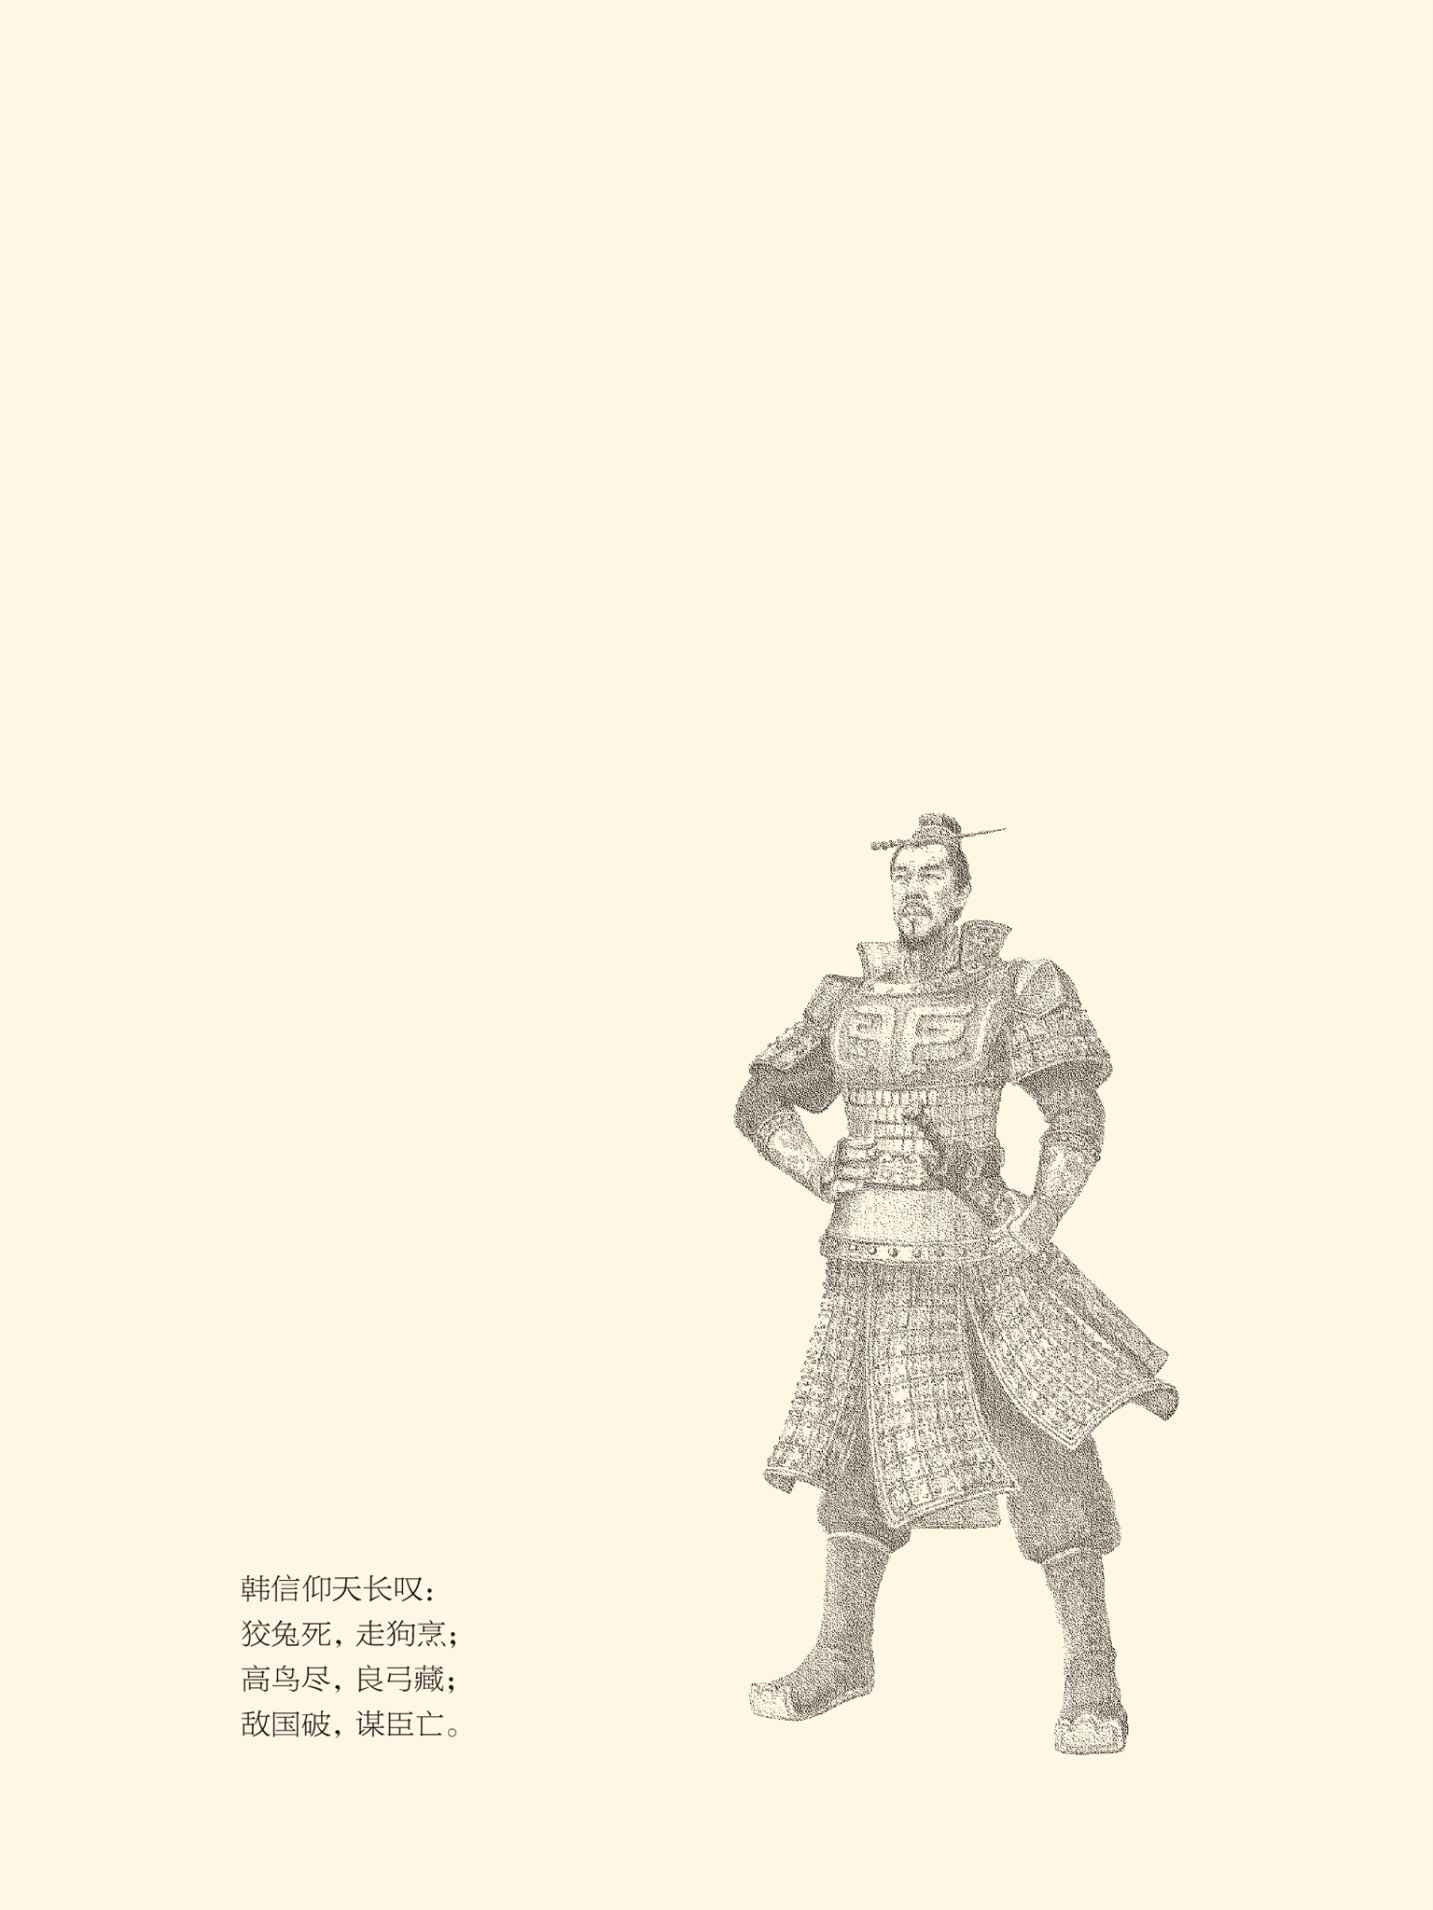 韩信仰天长叹：
狡兔死，走狗烹；
高鸟尽，良弓藏；
敌国破，谋臣亡。